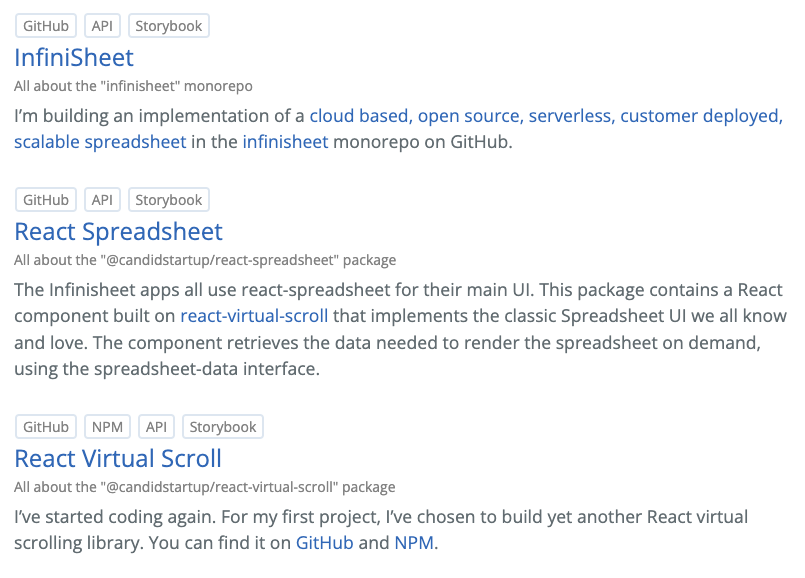 GitHub API Storybook
InfiniSheet
All about the "infinisheet" monorepo
I’m building an implementation of a cloud based, open source, serverless, customer deployed,
scalable spreadsheet in the infinisheet monorepo on GitHub.
GitHub API Storybook
React Spreadsheet
All about the "@candidstartup/react-spreadsheet" package
The Infinisheet apps all use react-spreadsheet for their main UI. This package contains a React
component built on react-virtual-scroll that implements the classic Spreadsheet UI we all know
and love. The component retrieves the data needed to render the spreadsheet on demand,
using the spreadsheet-data interface.
GitHub NPM API Storybook
React Virtual Scroll
All about the "@candidstartup/react-virtual-scroll" package
I’ve started coding again. For my first project, I’ve chosen to build yet another React virtual
scrolling library. You can find it on GitHub and NPM.